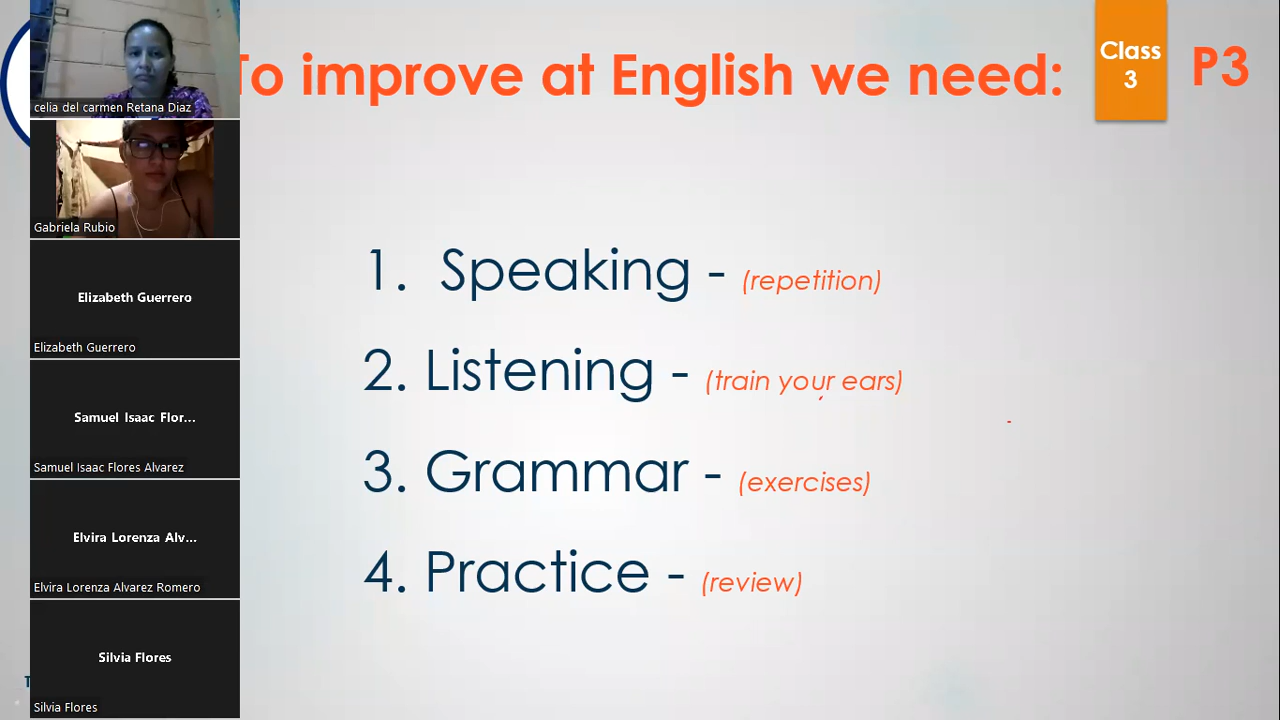 celia del carmen Retana Diaz
Gabriela Rubio
Elizabeth Guerrero
Elizabeth Guerrero
Samuel Isaac Flor...
Samuel Isaac Flores Alvarez
Elvira Lorenza Alv...
Elvira Lorenza Alvarez Romero
Silvia Flores
Silvia Flores
To improve at English we need:
Class
3
P3
1. Speaking - (repetition)
2. Listening - (train your ears)
3. Grammar - (exercises)
4. Practice - (review)